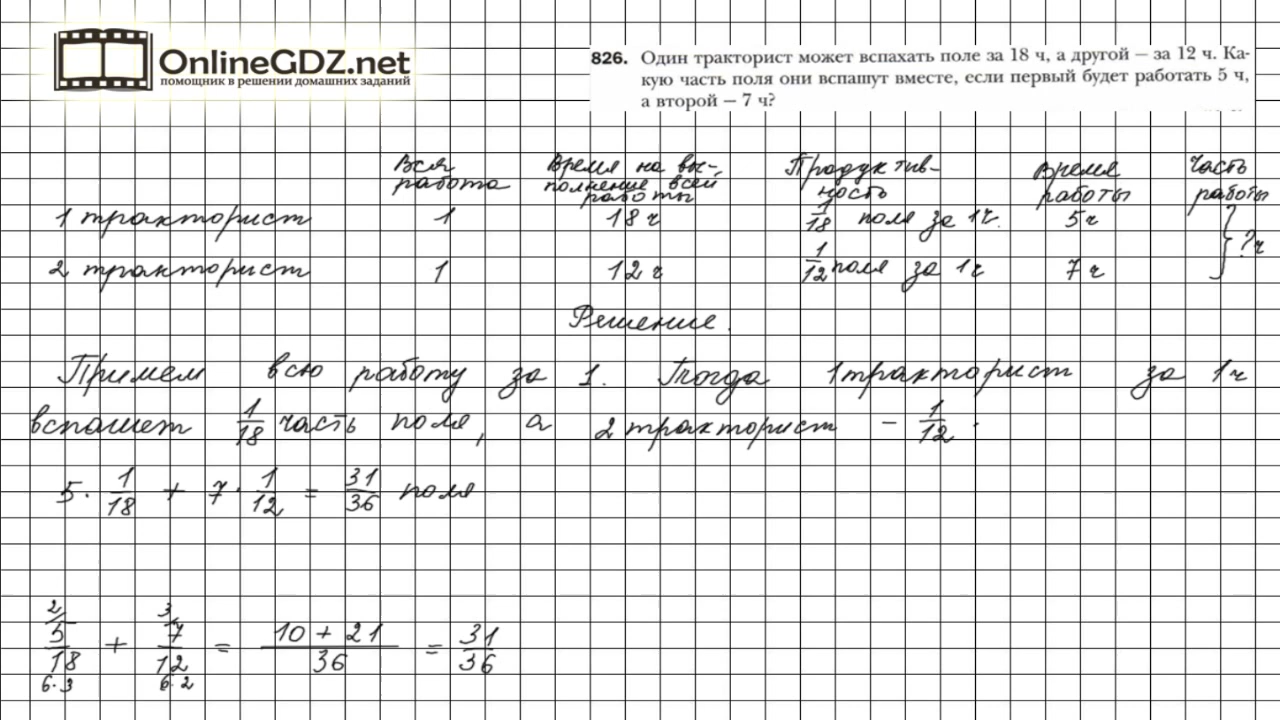 OnlineGDZ.net
помощник в решении домашних заданий
826. Один тракторист может вспахать поле за 18 ч, а другой — за 12 ч. Ка-
кую часть поля они вспашут вместе, если первый будет работать 5 ч,
а второй — 7 ч?
Вся работа
Время на вы-
полнение всей
работы
Продуктив-
ность
Время работы
Часть работы
1 тракторист 1 18 ч 1/18 поля за 1ч. 5 ч
2 тракторист 1 12 ч 1/12 поля за 1ч 7 ч
} ? ч
Решение.
Примем всю работу за 1. Тогда 1 тракторист за 1 ч
вспашет 1/18 часть поля, а 2 тракторист – 1/12.
5 · 1/18 + 7 · 1/12 = 31/36 поля
2/ 3/
5/18 + 7/12 = (10 + 21)/36 = 31/36
6·3 6·2